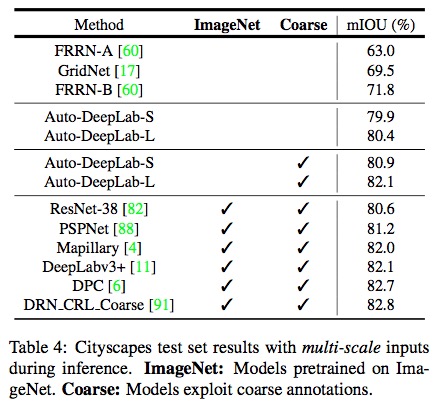 Method ImageNet Coarse mIOU (%)
FRRN-A [60] 63.0
GridNet [17] 69.5
FRRN-B [60] 71.8
Auto-DeepLab-S 79.9
Auto-DeepLab-L 80.4
Auto-DeepLab-S ✓ 80.9
Auto-DeepLab-L ✓ 82.1
ResNet-38 [82] ✓ ✓ 80.6
PSPNet [88] ✓ ✓ 81.2
Mapillary [4] ✓ ✓ 82.0
DeepLabv3+ [11] ✓ ✓ 82.1
DPC [6] ✓ ✓ 82.7
DRN_CRL_Coarse [91] ✓ ✓ 82.8
Table 4: Cityscapes test set results with multi-scale inputs
during inference. ImageNet: Models pretrained on Ima-
geNet. Coarse: Models exploit coarse annotations.